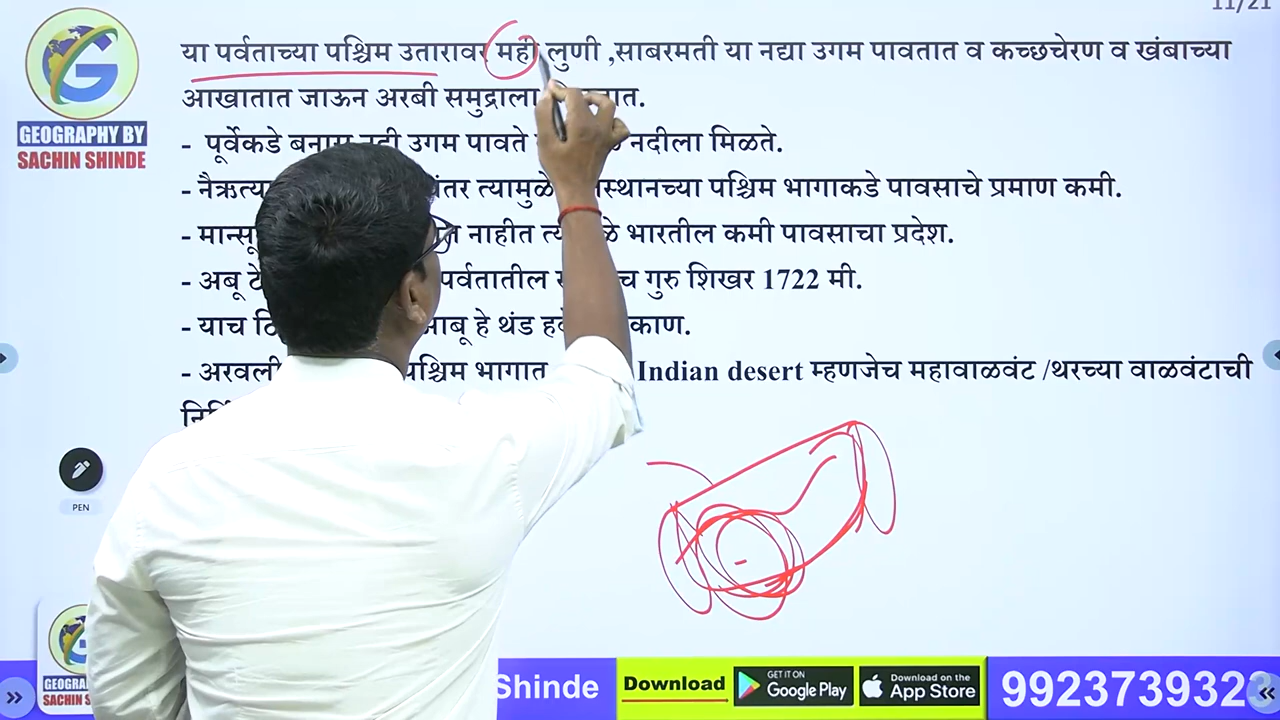 11/21
या पर्वताच्या पश्चिम उतारावर मही लुणी ,साबरमती या नद्या उगम पावतात व कच्छचेरण व खंबाच्या
आखातात जाऊन अरबी समुद्राला
- पूर्वेकडे बनास नदी उगम पावते नदीला मिळते.
- नैऋत्य त्यामुळे राजस्थानच्या पश्चिम भागाकडे पावसाचे प्रमाण कमी.
- नाहीत त्यामुळे भारतील कमी पावसाचा प्रदेश.
- अबू पर्वतातील गुरु शिखर 1722 मी.
- याच आबू हे थंड
- अरवली पश्चिम भागात Indian desert म्हणजेच महावाळवंट /थरच्या वाळवंटाची
G
GEOGRAPHY BY
SACHIN SHINDE
PEN
Shinde
Download
GET IT ON
Google Play
Download on the
App Store
992373932
SACHIN